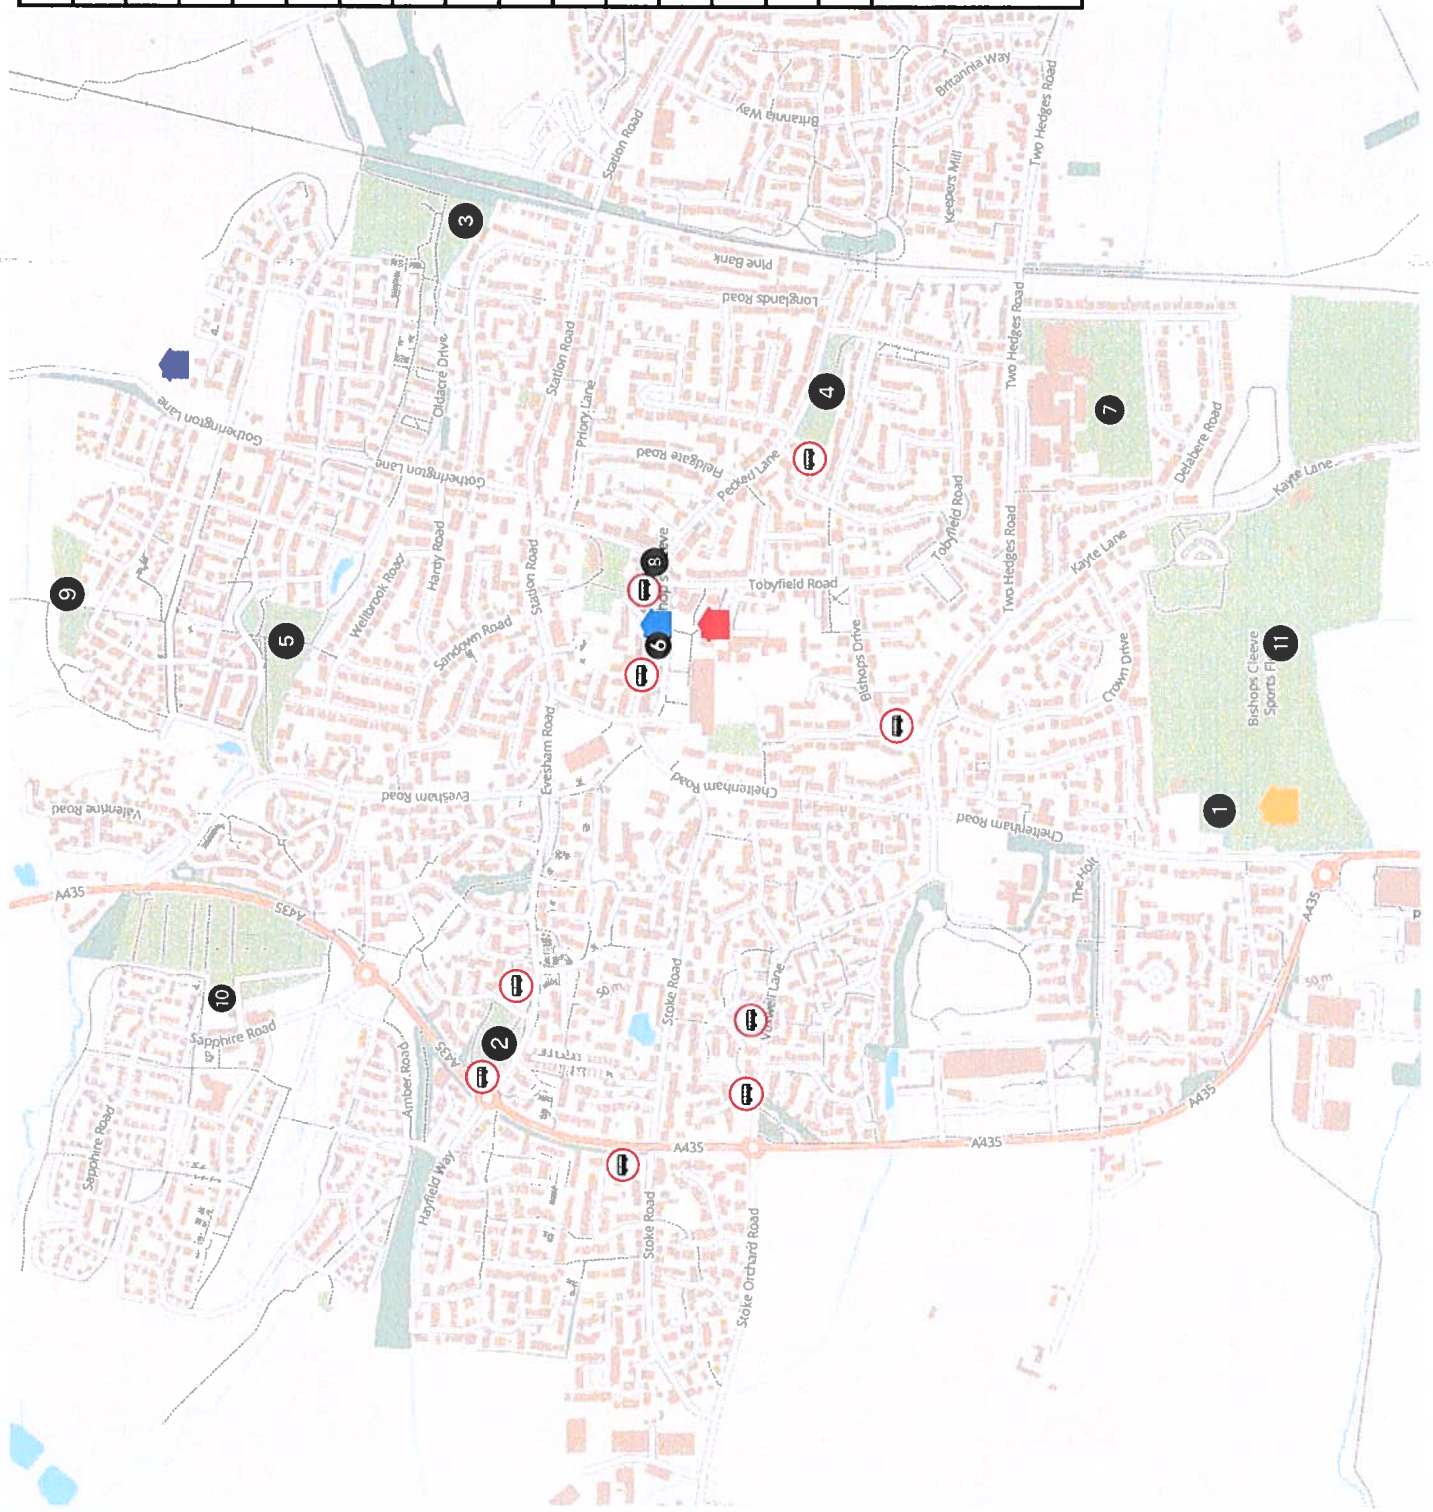 Station Road
Britannia Way
Britannia Way
Two Hedges Road
Keepers Mill
3
Pine Bank
Longlands Road
Two Hedges Road
Station Road
Oldacre Drive
Priory Lane
4
7
Gotherington Lane
Gotherington Lane
Fieldgate Road
Pecked Lane
Delabere Road
Kayte Lane
Tobyfield Road
Two Hedges Road
Kayte Lane
Hardy Road
Wellbrook Road
Station Road
Sandown Road
9
5
8
6
Tobyfield Road
Bishops Drive
Crown Drive
Bishops Cleeve
11
Evesham Road
Evesham Road
Valentine Road
Cheltenham Road
Cheltenham Road
1
The Holt
A435
A435
A435
10
Sapphire Road
Sapphire Road
Amber Road
A435
2
50 m
Stoke Road
50 m
A435
A435
A435
Hayfield Way
Stoke Road
Stoke Orchard Road